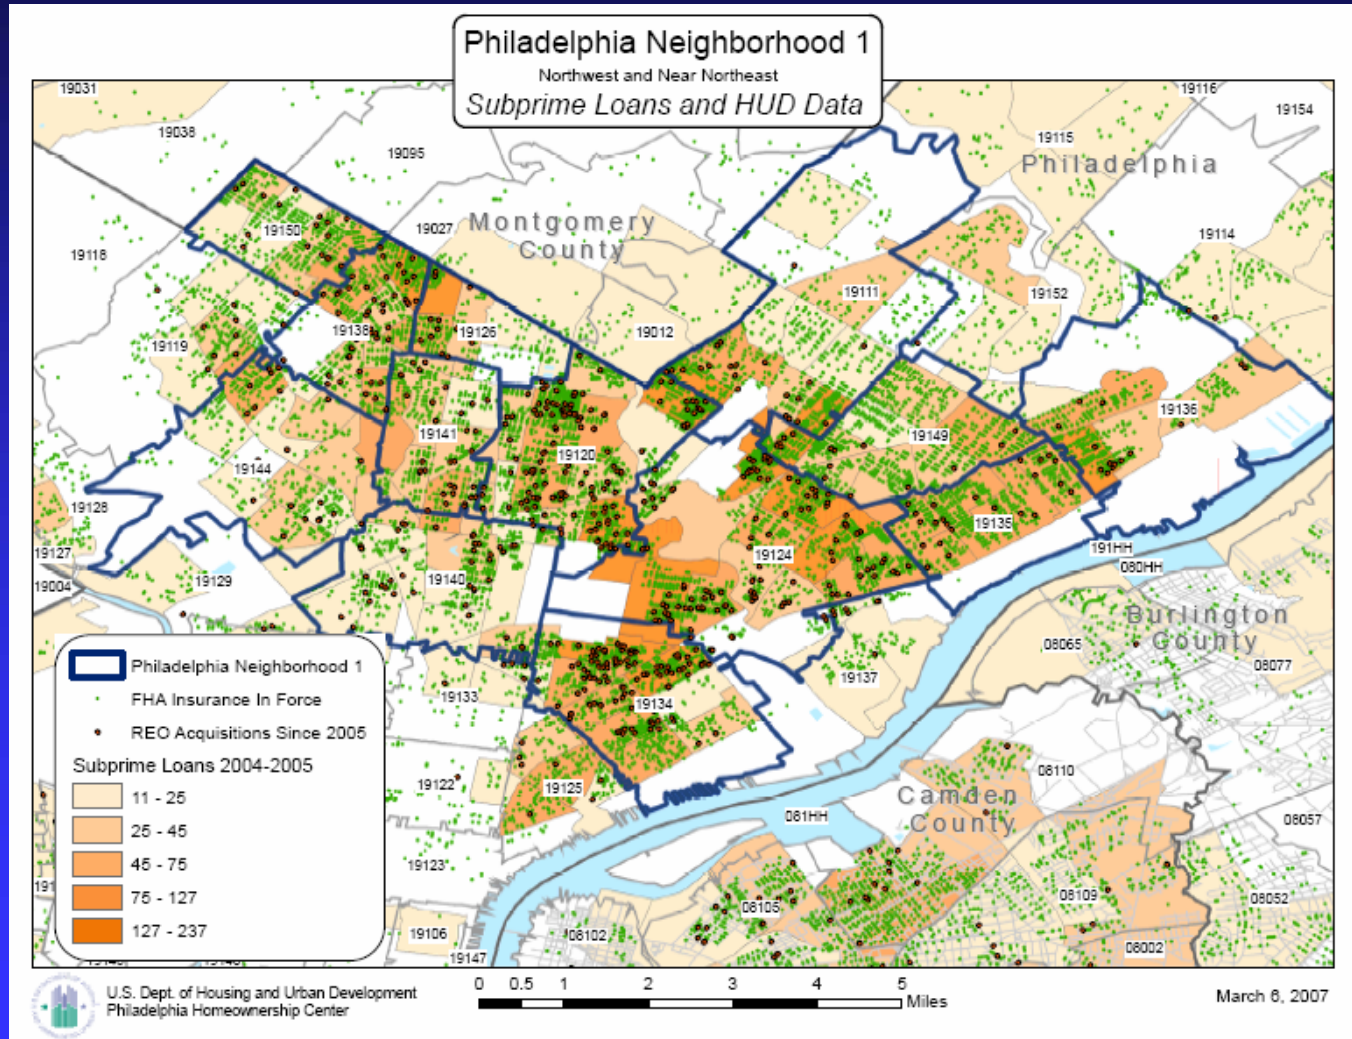 Philadelphia Neighborhood 1
Northwest and Near Northeast
Subprime Loans and HUD Data
19031
19038
19095
19116
19154
19115
Philadelphia
19118
19150
19027
Montgomery
County
19114
19111
19152
19138
19126
19012
19119
19136
19141
19149
19120
19144
19128
19135
19127
19124
191HH
19004
19129
19140
080HH
Burlington
County
08065
08077
19137
19133
19134
Philadelphia Neighborhood 1
FHA Insurance In Force
REO Acquisitions Since 2005
Subprime Loans 2004-2005
11 - 25
25 - 45
45 - 75
75 - 127
127 - 237
19122
19125
08110
Camden
County
081HH
08057
19123
08105
08109
08052
19106
08102
08002
19147
U.S. Dept. of Housing and Urban Development
Philadelphia Homeownership Center
0 0.5 1 2 3 4 5
Miles
March 6, 2007